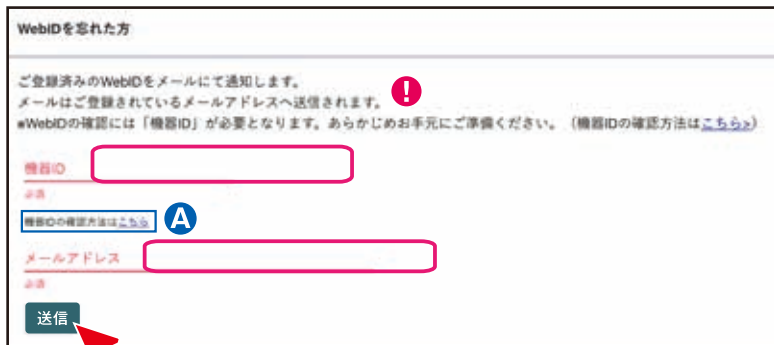 WebIDを忘れた方
ご登録済みのWebIDをメールにて通知します。
メールはご登録されているメールアドレスへ送信されます。
!
※WebIDの確認には「機器ID」が必要となります。あらかじめお手元にご準備ください。（機器IDの確認方法はこちら>）
機器ID
必須
機器IDの確認方法はこちら
A
メールアドレス
必須
送信